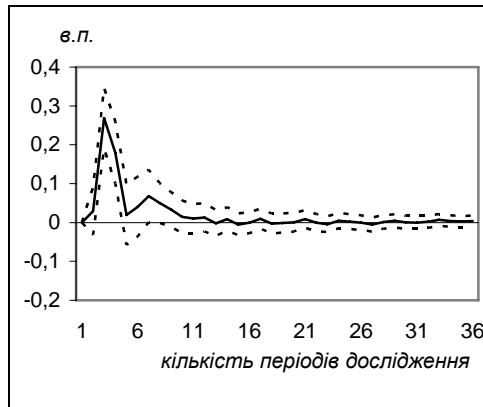 в.п.
0,4
0,3
0,2
0,1
0
-0,1
-0,2
1 6 11 16 21 26 31 36
кількість періодів дослідження